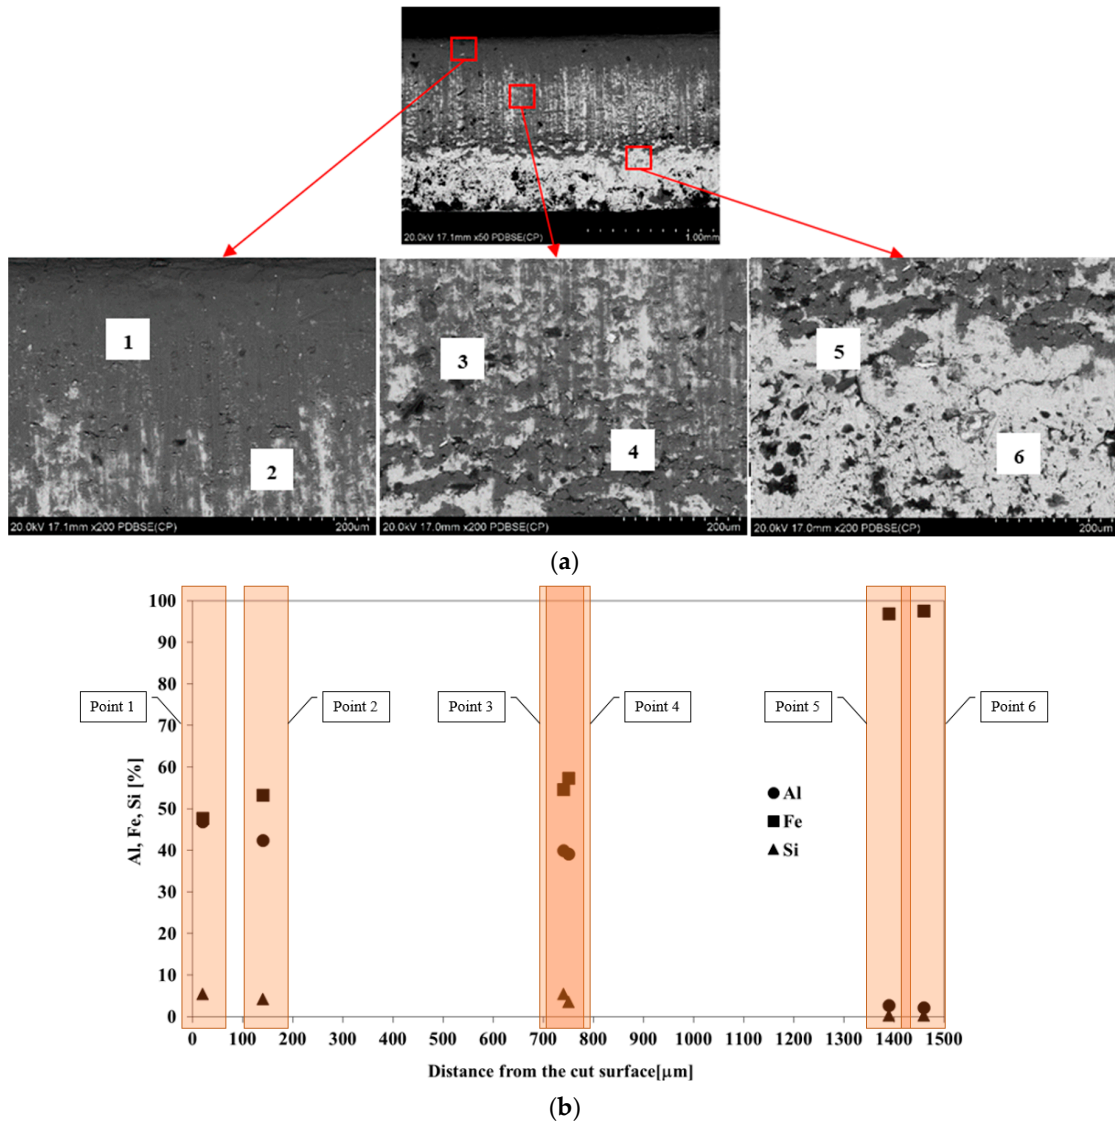 20.0kV 17.1mm x50 PDBSE(CP) 1.00mm
1
2
20.0kV 17.1mm x200 PDBSE(CP) 200um
3
4
20.0kV 17.0mm x200 PDBSE(CP) 200um
5
6
20.0kV 17.0mm x200 PDBSE(CP) 200um
(a)
100
90
80
70
60
50
40
30
20
10
0
Al, Fe, Si [%]
Point 1
Point 2
Point 3
Point 4
Point 5
Point 6
Al
Fe
Si
0 100 200 300 400 500 600 700 800 900 1000 1100 1200 1300 1400 1500
Distance from the cut surface[μm]
(b)